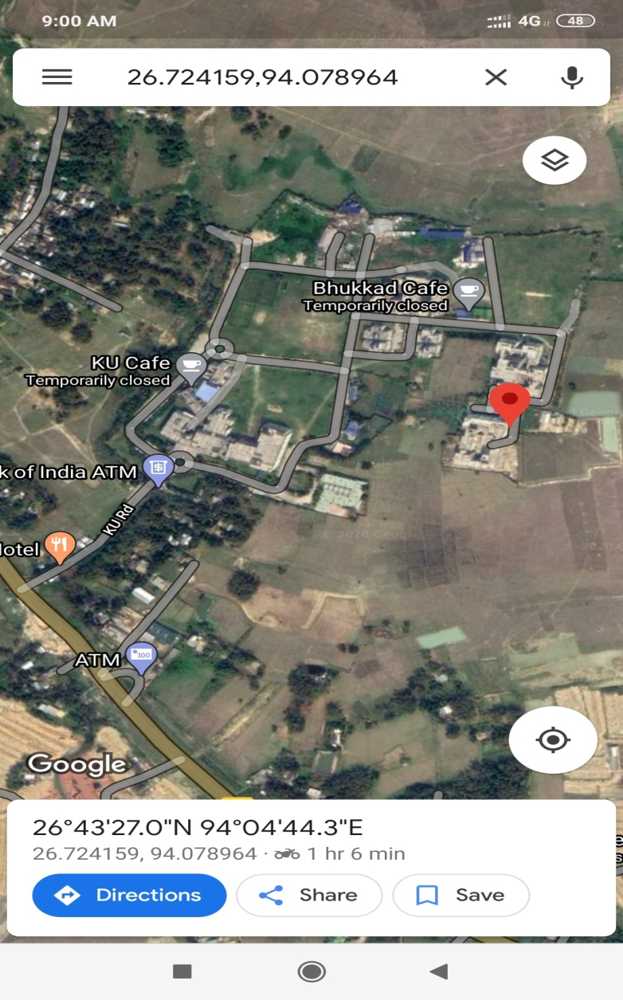 9:00 AM 4G 48
26.724159,94.078964
Bhukkad Cafe
Temporarily closed
KU Cafe
Temporarily closed
k of India ATM
KU Rd
lotel
ATM
100
Google
26°43'27.0"N 94°04'44.3"E
26.724159, 94.078964 · 1 hr 6 min
Directions Share Save